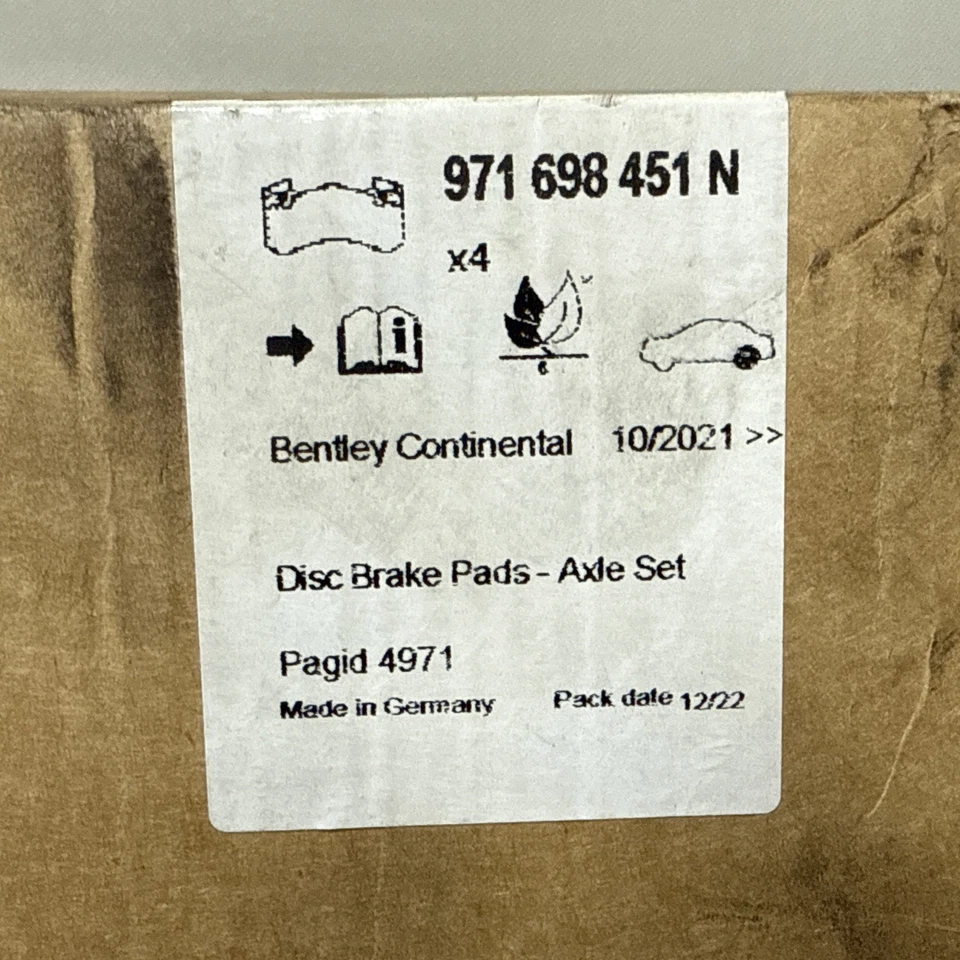 971 698 451 N
x4
i
Bentley Continental 10/2021 >>
Disc Brake Pads - Axle Set
Pagid 4971
Made in Germany Pack date 12/22